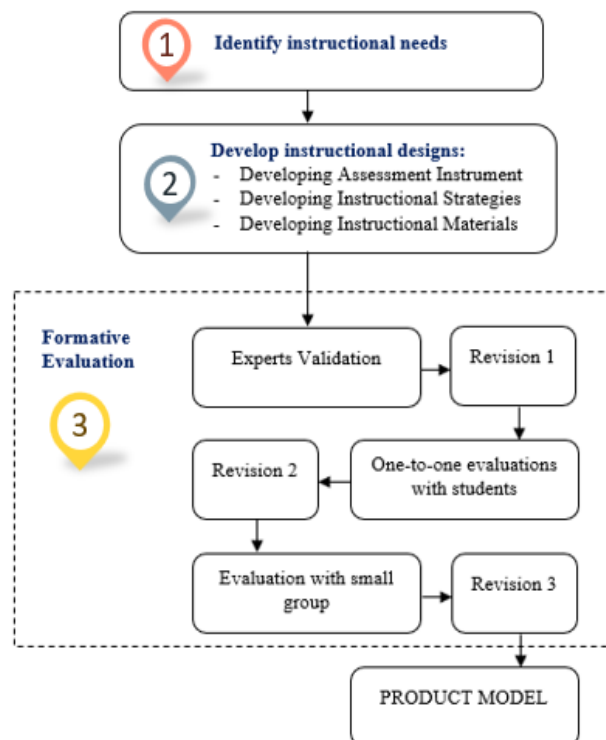 1
Identify instructional needs
2
Develop instructional designs:
- Developing Assessment Instrument
- Developing Instructional Strategies
- Developing Instructional Materials
Formative
Evaluation
3
Experts Validation
Revision 1
One-to-one evaluations
with students
Revision 2
Evaluation with small
group
Revision 3
PRODUCT MODEL